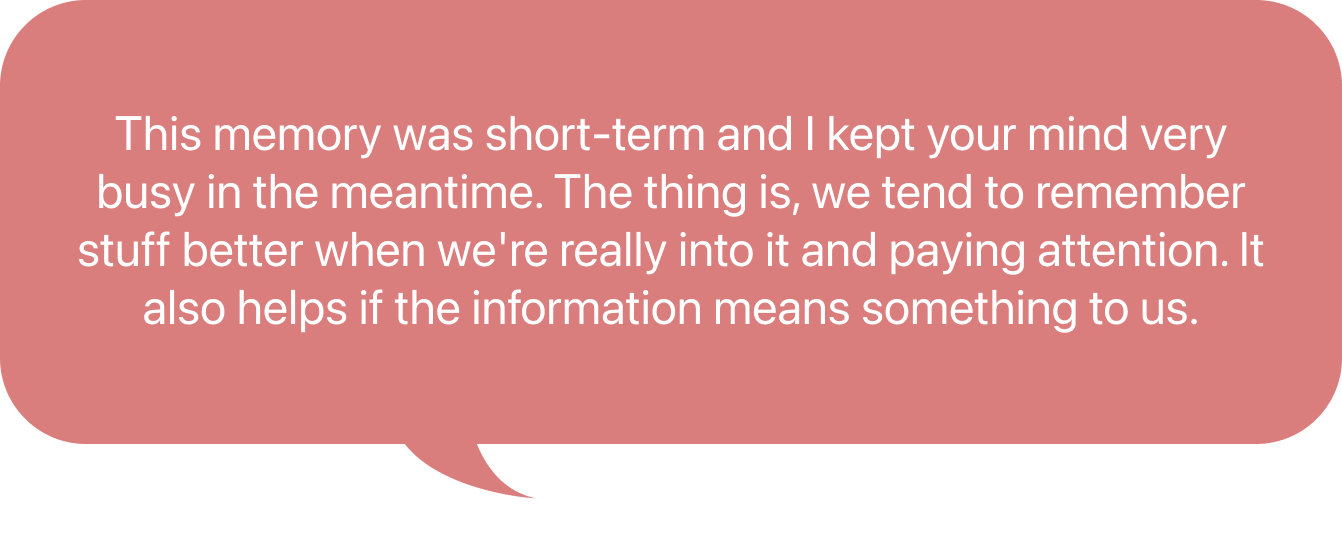 This memory was short-term and I kept your mind very
busy in the meantime. The thing is, we tend to remember
stuff better when we're really into it and paying attention. It
also helps if the information means something to us.